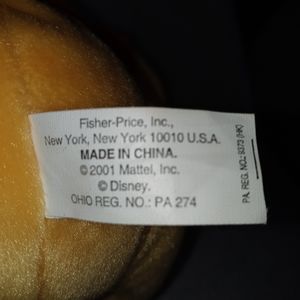 Fisher-Price, Inc.,
New York, New York 10010 U.S.A.
MADE IN CHINA.
©2001 Mattel, Inc.
©Disney.
OHIO REG. NO.: PA 274
PA. REG. NO.: 9373 (HK)